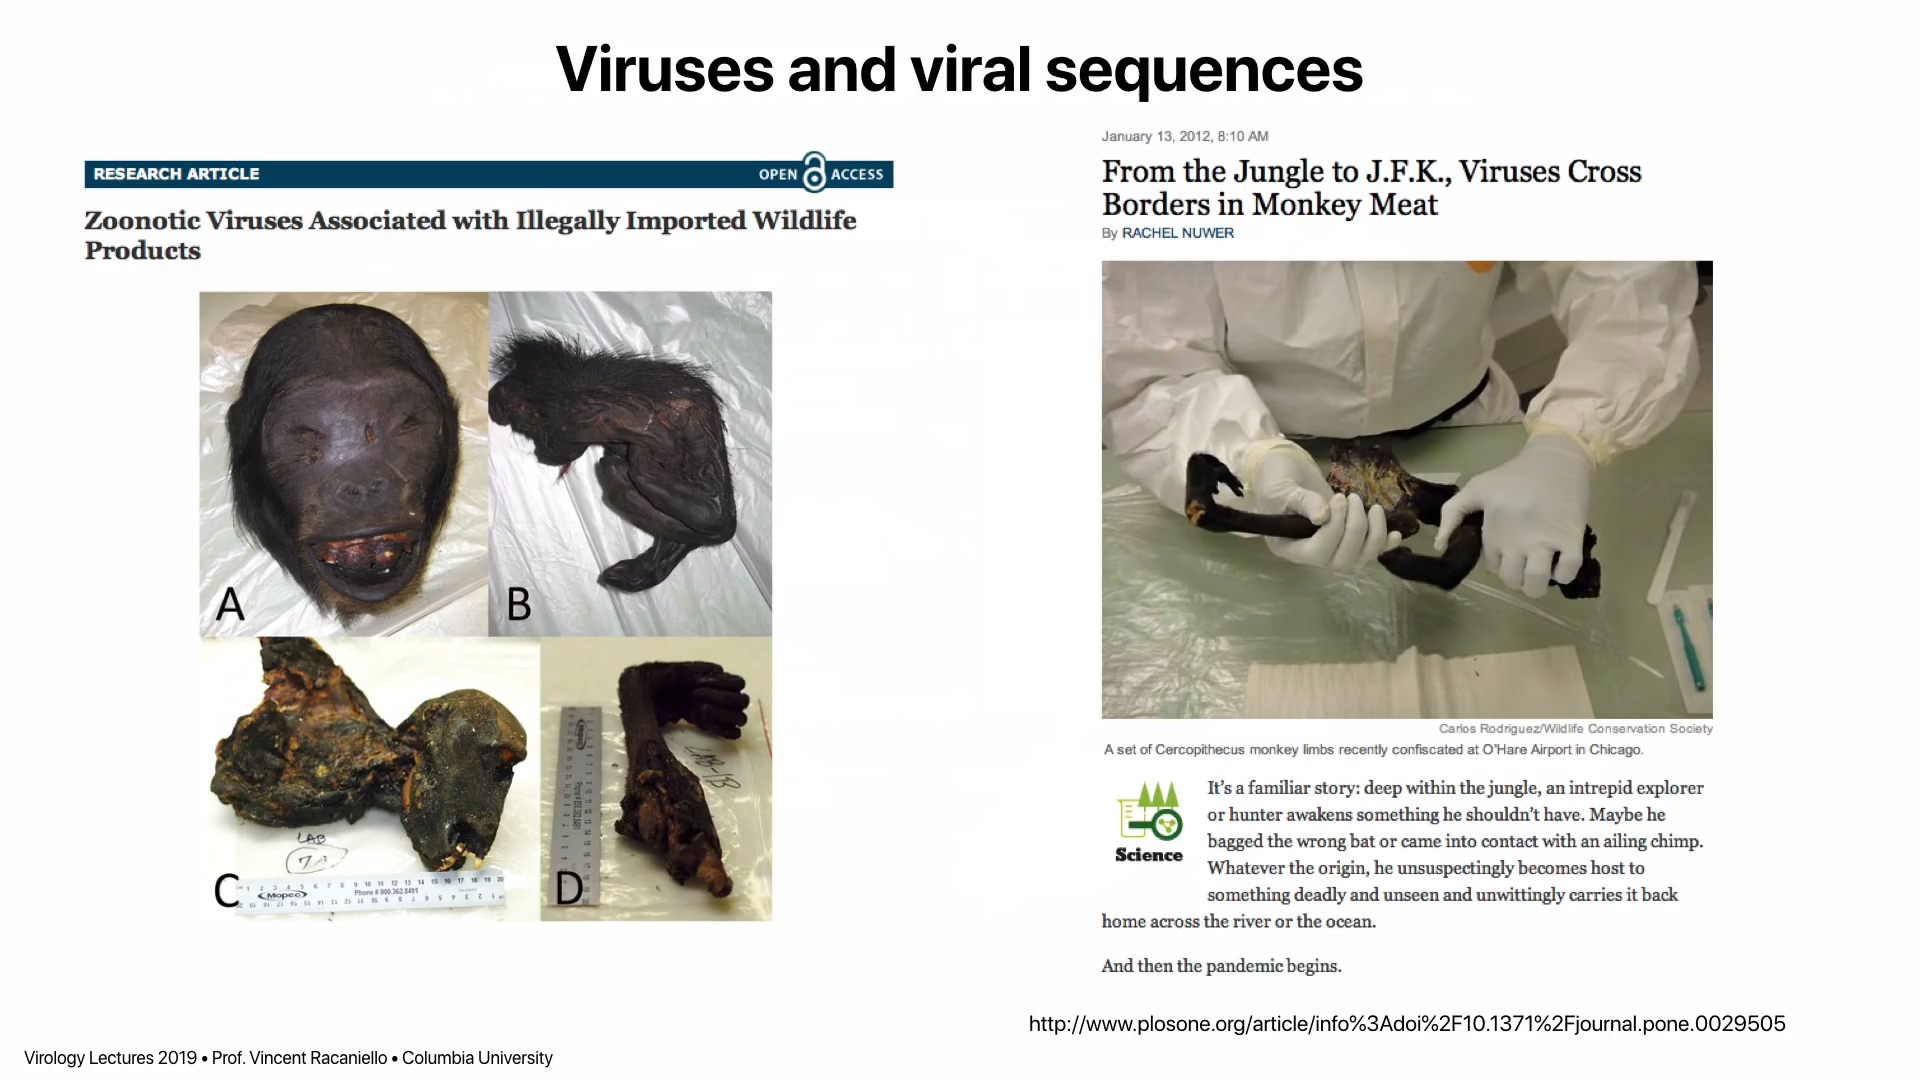 Viruses and viral sequences
RESEARCH ARTICLE
OPEN ACCESS
Zoonotic Viruses Associated with Illegally Imported Wildlife
Products
A
B
C
D
LAB
Phone # 800.362.8491
Mopec
January 13, 2012, 8:10 AM
From the Jungle to J.F.K., Viruses Cross
Borders in Monkey Meat
By RACHEL NUWER
Carlos Rodriguez/Wildlife Conservation Society
A set of Cercopithecus monkey limbs recently confiscated at O'Hare Airport in Chicago.
Science
It's a familiar story: deep within the jungle, an intrepid explorer
or hunter awakens something he shouldn't have. Maybe he
bagged the wrong bat or came into contact with an ailing chimp.
Whatever the origin, he unsuspectingly becomes host to
something deadly and unseen and unwittingly carries it back
home across the river or the ocean.
And then the pandemic begins.
http://www.plosone.org/article/info%3Adoi%2F10.1371%2Fjournal.pone.0029505
Virology Lectures 2019 • Prof. Vincent Racaniello • Columbia University